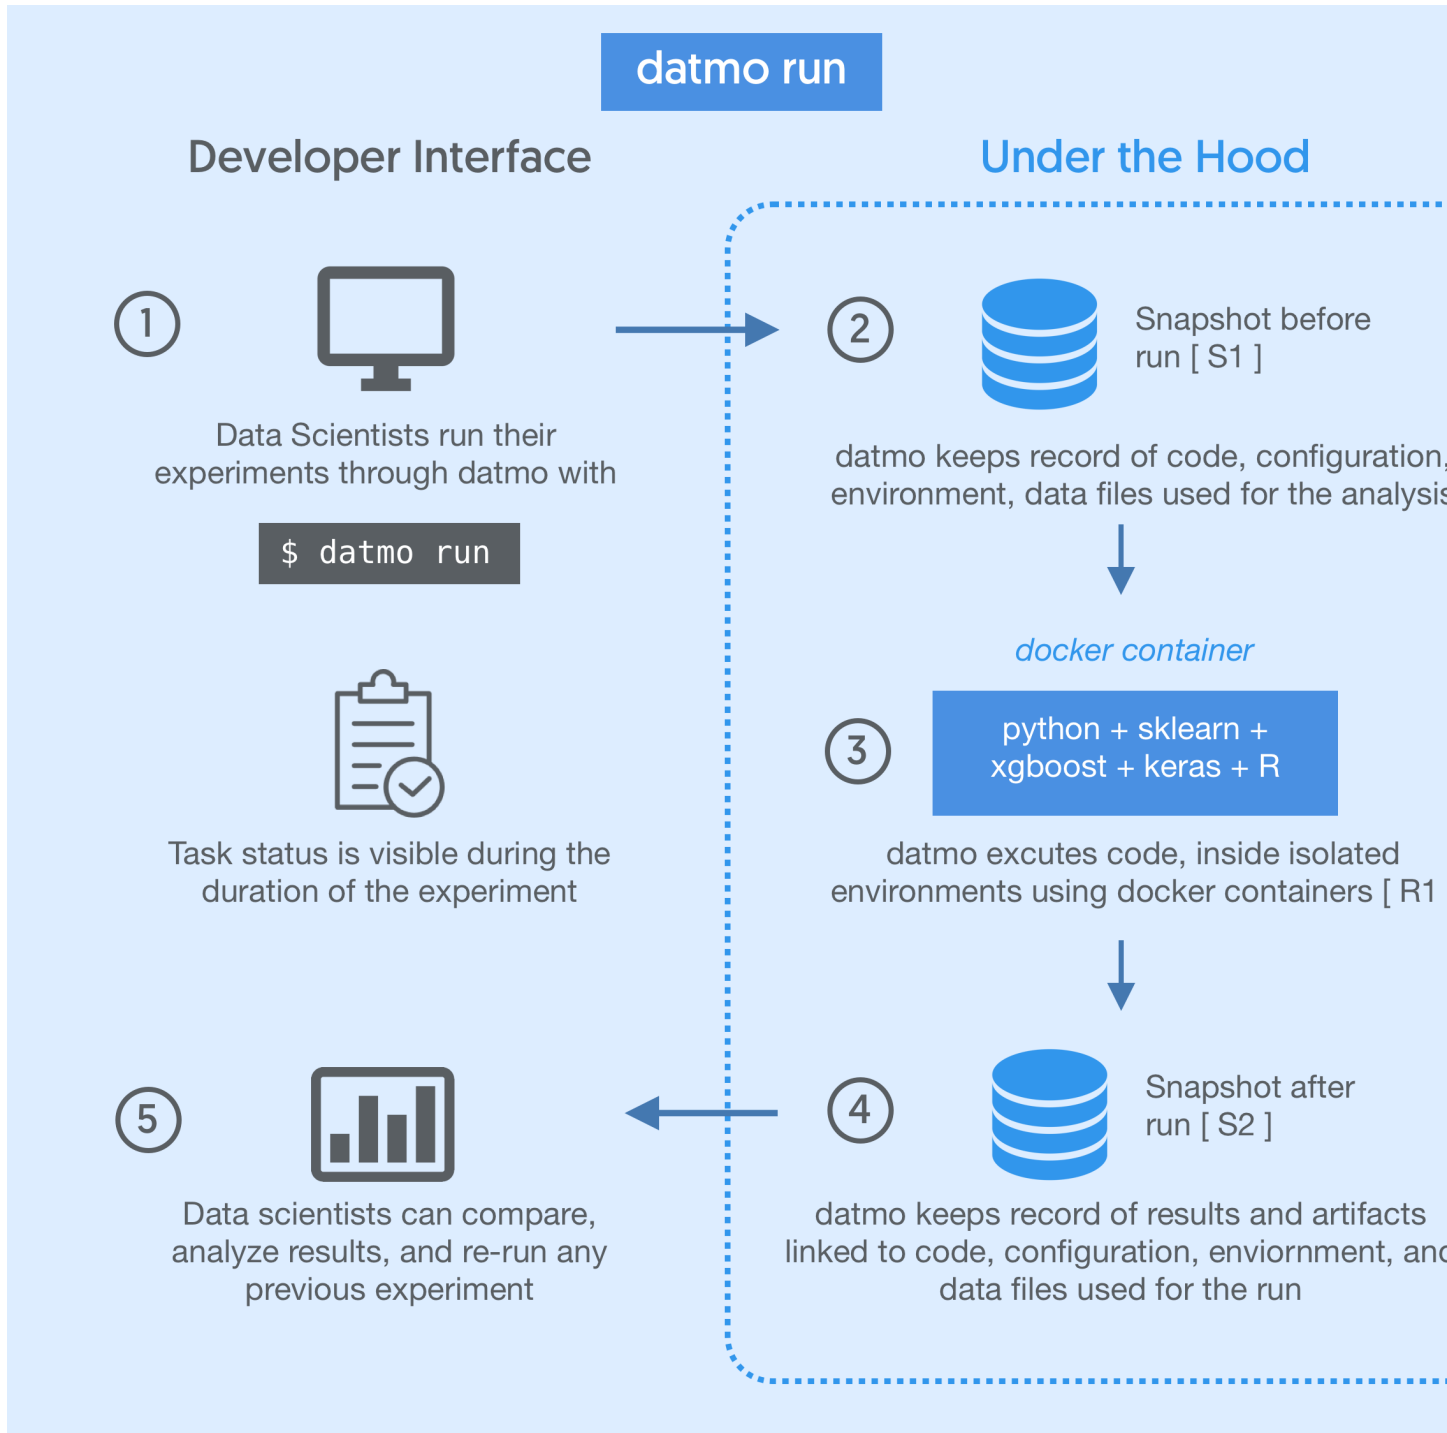 datmo run
Developer Interface
Under the Hood
1
Data Scientists run their
experiments through datmo with
$ datmo run
Task status is visible during the
duration of the experiment
2
Snapshot before
run [ S1 ]
datmo keeps record of code, configuration,
environment, data files used for the analysis
docker container
3
python + sklearn +
xgboost + keras + R
datmo excutes code, inside isolated
environments using docker containers [ R1
4
Snapshot after
run [ S2 ]
datmo keeps record of results and artifacts
linked to code, configuration, enviornment, and
data files used for the run
5
Data scientists can compare,
analyze results, and re-run any
previous experiment